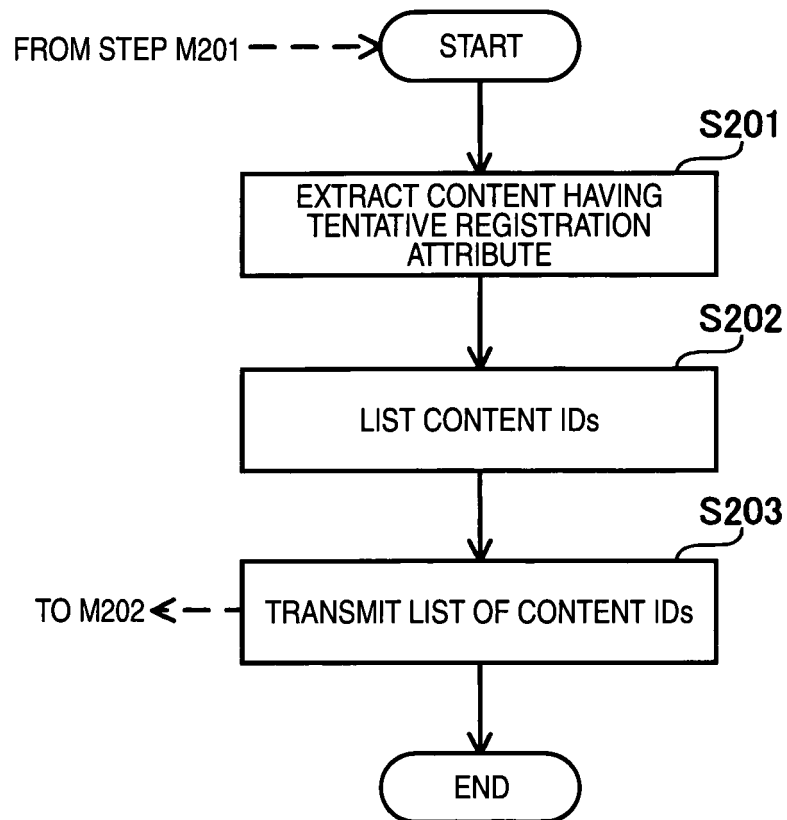 FROM STEP M201
START
S201
EXTRACT CONTENT HAVING
TENTATIVE REGISTRATION
ATTRIBUTE
S202
LIST CONTENT IDs
S203
TO M202
TRANSMIT LIST OF CONTENT IDs
END